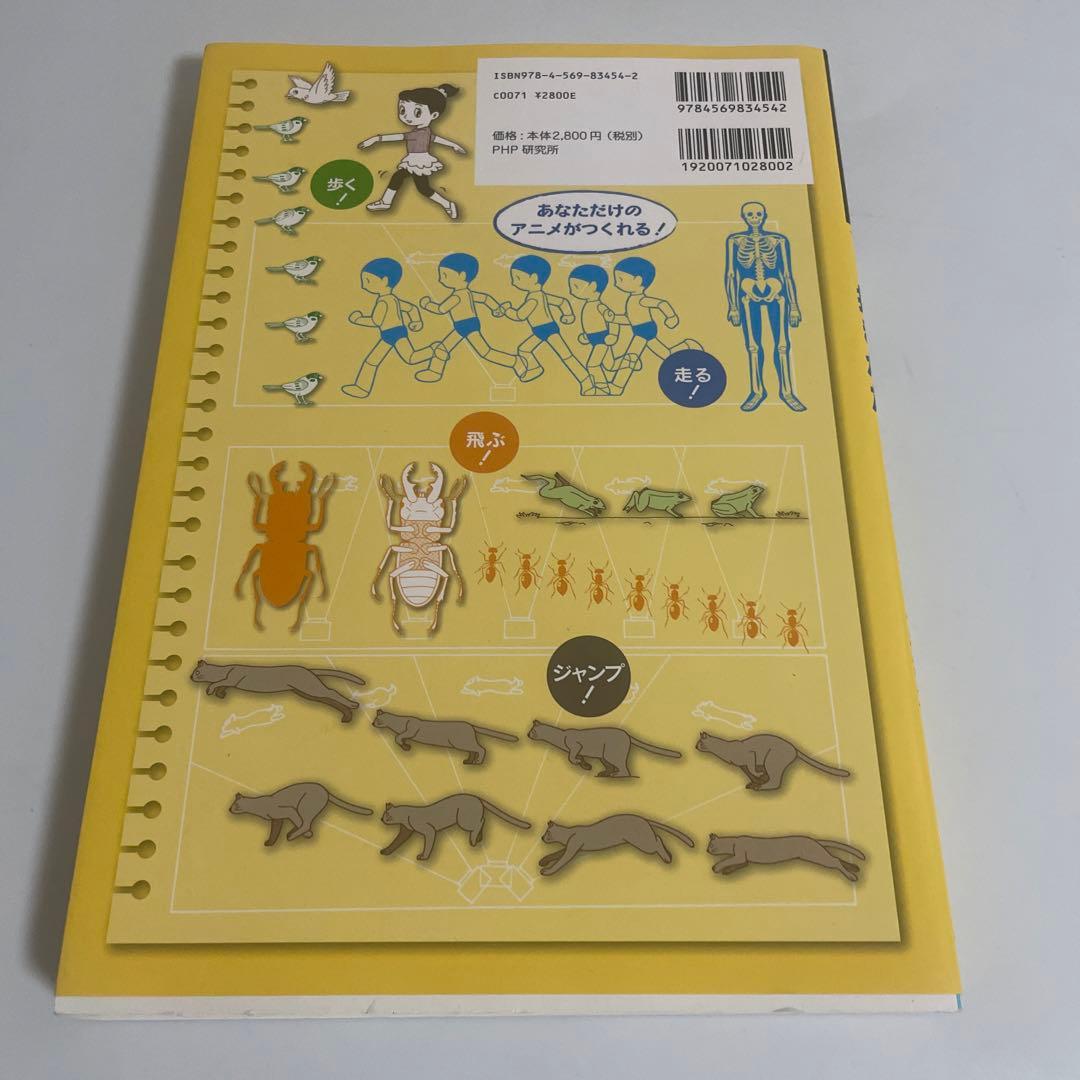 ISBN978-4-569-83454-2
C0071 ¥2800E
価格:本体2,800円(税別)
PHP 研究所
9784569834542
1920071028002
歩く!
あなただけの
アニメがつくれる!
走る!
飛ぶ!
ジャンプ!